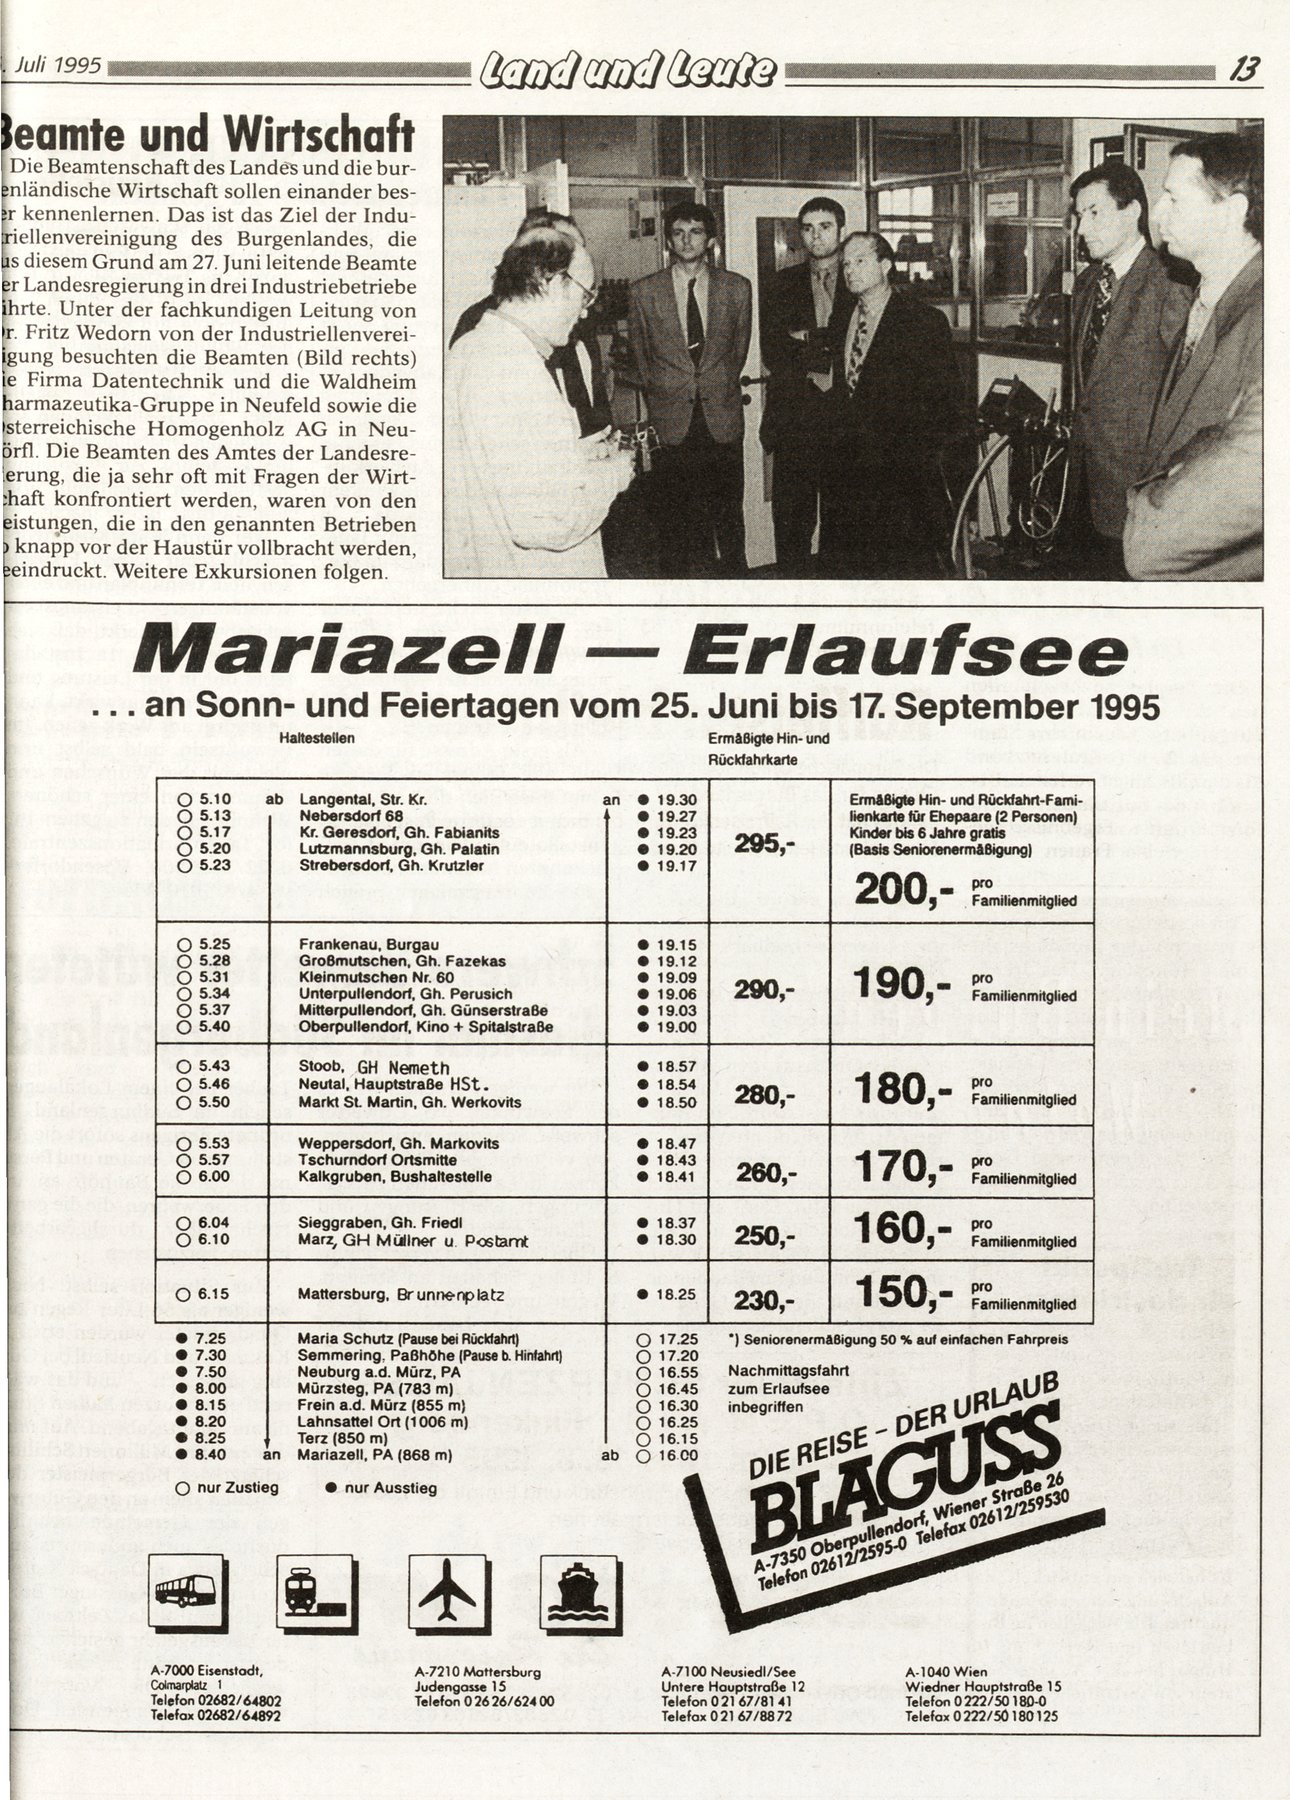 . Juli 1995
Land und Leute
13
Beamte und Wirtschaft
Die Beamtenschaft des Landes und die bur-
enländische Wirtschaft sollen einander bes-
er kennenlernen. Das ist das Ziel der Indu-
triellenvereinigung des Burgenlandes, die
us diesem Grund am 27. Juni leitende Beamte
er Landesregierung in drei Industriebetriebe
ührte. Unter der fachkundigen Leitung von
r. Fritz Wedorn von der Industriellenverei-
igung besuchten die Beamten (Bild rechts)
ie Firma Datentechnik und die Waldheim
harmazeutika-Gruppe in Neufeld sowie die
sterreichische Homogenholz AG in Neu-
örfl. Die Beamten des Amtes der Landesre-
erung, die ja sehr oft mit Fragen der Wirt-
chaft konfrontiert werden, waren von den
eistungen, die in den genannten Betrieben
o knapp vor der Haustür vollbracht werden,
eeindruckt. Weitere Exkursionen folgen.
Mariazell — Erlaufsee
... an Sonn- und Feiertagen vom 25. Juni bis 17. September 1995
Haltestellen
Ermäßigte Hin- und
Rückfahrkarte
○ 5.10 ab Langental, Str. Kr. an ● 19.30
○ 5.13 Nebersdorf 68 ● 19.27
○ 5.17 Kr. Geresdorf, Gh. Fabianits ● 19.23
○ 5.20 Lutzmannsburg, Gh. Palatin ● 19.20
○ 5.23 Strebersdorf, Gh. Krutzler ● 19.17
295,-
Ermäßigte Hin- und Rückfahrt-Fami-
lienkarte für Ehepaare (2 Personen)
Kinder bis 6 Jahre gratis
(Basis Seniorenermäßigung)
200,- pro
Familienmitglied
○ 5.25 Frankenau, Burgau ● 19.15
○ 5.28 Großmutschen, Gh. Fazekas ● 19.12
○ 5.31 Kleinmutschen Nr. 60 ● 19.09
○ 5.34 Unterpullendorf, Gh. Perusich ● 19.06
○ 5.37 Mitterpullendorf, Gh. Günserstraße ● 19.03
○ 5.40 Oberpullendorf, Kino + Spitalstraße ● 19.00
290,-
190,- pro
Familienmitglied
○ 5.43 Stoob, GH Nemeth ● 18.57
○ 5.46 Neutal, Hauptstraße HSt. ● 18.54
○ 5.50 Markt St. Martin, Gh. Werkovits ● 18.50
280,-
180,- pro
Familienmitglied
○ 5.53 Weppersdorf, Gh. Markovits ● 18.47
○ 5.57 Tschurndorf Ortsmitte ● 18.43
○ 6.00 Kalkgruben, Bushaltestelle ● 18.41
260,-
170,- pro
Familienmitglied
○ 6.04 Sieggraben, Gh. Friedl ● 18.37
○ 6.10 Marz, GH Müllner u. Postamt ● 18.30
250,-
160,- pro
Familienmitglied
○ 6.15 Mattersburg, Brunnenplatz ● 18.25
230,-
150,- pro
Familienmitglied
● 7.25 Maria Schutz (Pause bei Rückfahrt) ○ 17.25
● 7.30 Semmering, Paßhöhe (Pause b. Hinfahrt) ○ 17.20
● 7.50 Neuburg a.d. Mürz, PA ○ 16.55
● 8.00 Mürzsteg, PA (783 m) ○ 16.45
● 8.15 Frein a.d. Mürz (855 m) ○ 16.30
● 8.20 Lahnsattel Ort (1006 m) ○ 16.25
● 8.25 Terz (850 m) ○ 16.15
● 8.40 an Mariazell, PA (868 m) ab ○ 16.00
○ nur Zustieg ● nur Ausstieg
*) Seniorenermäßigung 50 % auf einfachen Fahrpreis
Nachmittagsfahrt
zum Erlaufsee
inbegriffen
DIE REISE – DER URLAUB
BLAGUSS
A-7350 Oberpullendorf, Wiener Straße 26
Telefon 02612/2595-0 Telefax 02612/259530
A-7000 Eisenstadt,
Colmarplatz 1
Telefon 02682/64802
Telefax 02682/64892
A-7210 Mattersburg
Judengasse 15
Telefon 0 26 26/624 00
A-7100 Neusiedl/See
Untere Hauptstraße 12
Telefon 0 21 67/81 41
Telefax 0 21 67/88 72
A-1040 Wien
Wiedner Hauptstraße 15
Telefon 0 222/50 180-0
Telefax 0 222/50 180 125